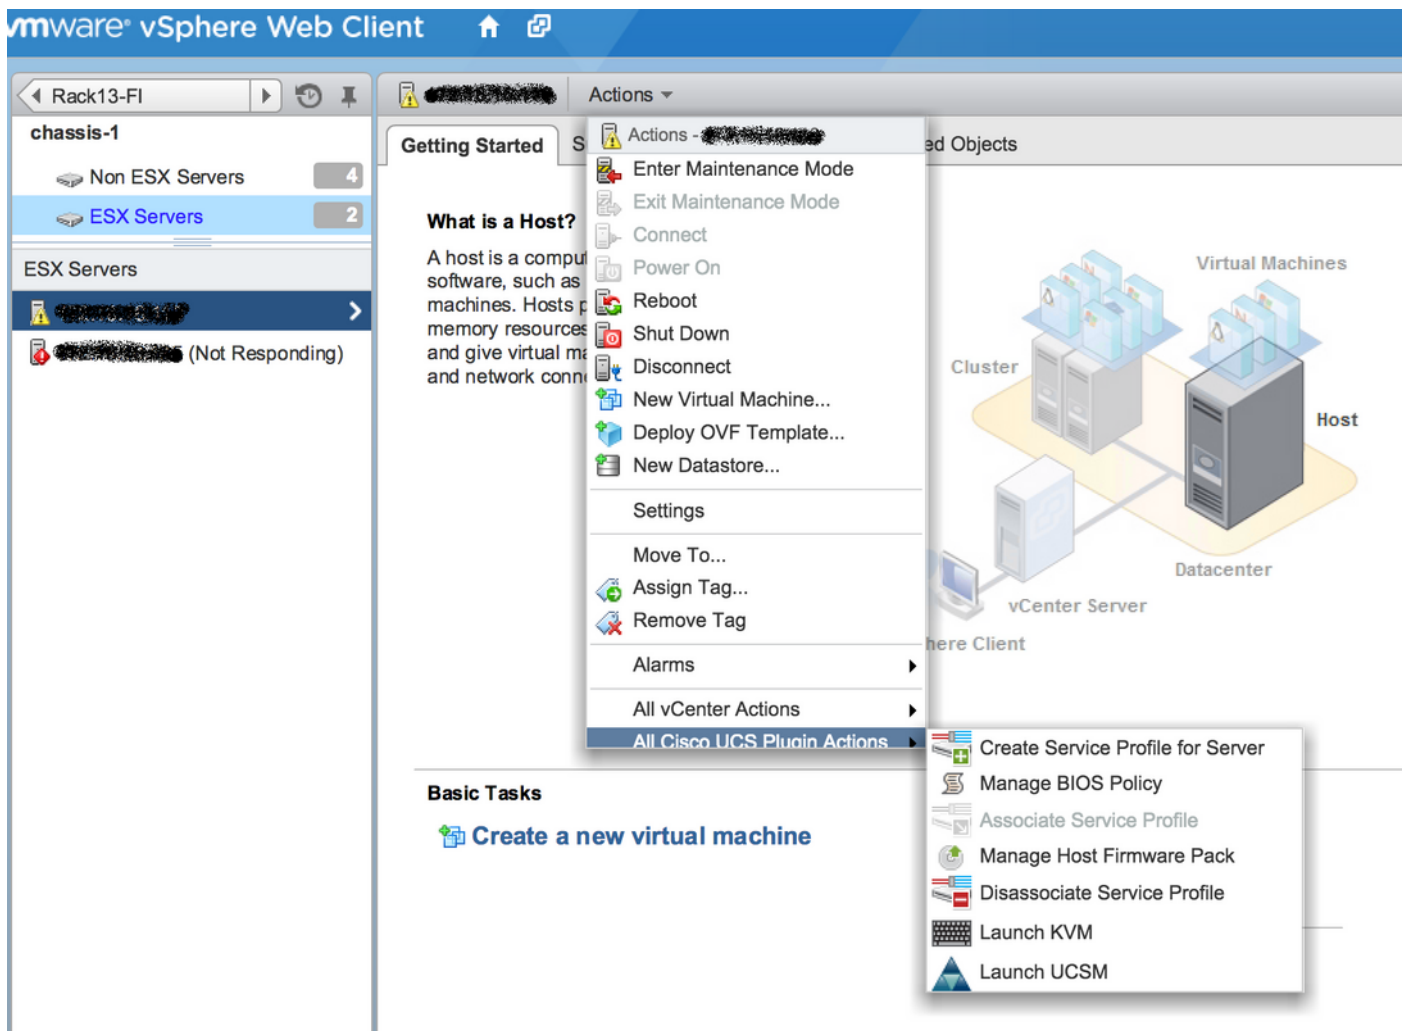 vmware® vSphere Web Client
Rack13-FI
chassis-1
Non ESX Servers 4
ESX Servers 2
ESX Servers
(Not Responding)
Actions
Getting Started S ed Objects
What is a Host?
A host is a comput
software, such as
machines. Hosts p
memory resources
and give virtual ma
and network conn
Actions -
Enter Maintenance Mode
Exit Maintenance Mode
Connect
Power On
Reboot
Shut Down
Disconnect
New Virtual Machine...
Deploy OVF Template...
New Datastore...
Settings
Move To...
Assign Tag...
Remove Tag
Alarms
All vCenter Actions
All Cisco UCS Plugin Actions
Create Service Profile for Server
Manage BIOS Policy
Associate Service Profile
Manage Host Firmware Pack
Disassociate Service Profile
Launch KVM
Launch UCSM
Virtual Machines
Cluster
Host
Datacenter
vCenter Server
here Client
Basic Tasks
Create a new virtual machine